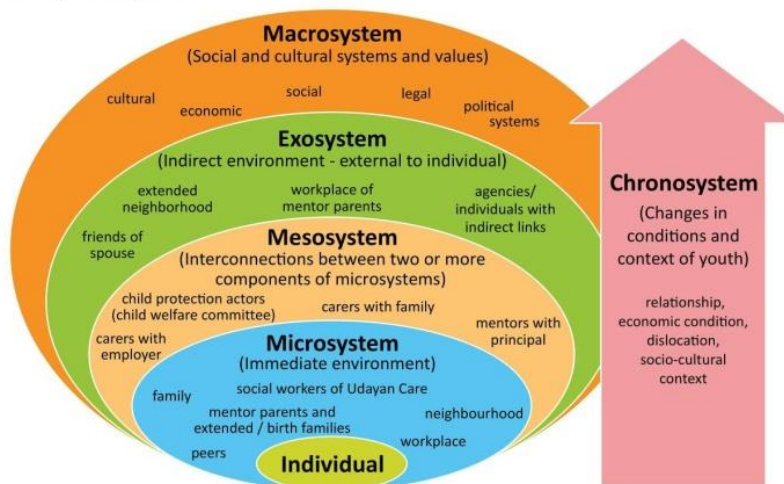 Macrosystem
(Social and cultural systems and values)
cultural
economic
social
legal
political
systems
Exosystem
(Indirect environment - external to individual)
extended
neighborhood
workplace of
mentor parents
agencies/
individuals with
indirect links
friends of
spouse
Mesosystem
(Interconnections between two or more
components of microsystems)
child protection actors
(child welfare committee)
carers with family
carers with
employer
mentors with
principal
Microsystem
(Immediate environment)
family
social workers of Udayan Care
mentor parents and
extended / birth families
neighbourhood
peers
workplace
Individual
Chronosystem
(Changes in
conditions and
context of youth)
relationship,
economic condition,
dislocation,
socio-cultural
context